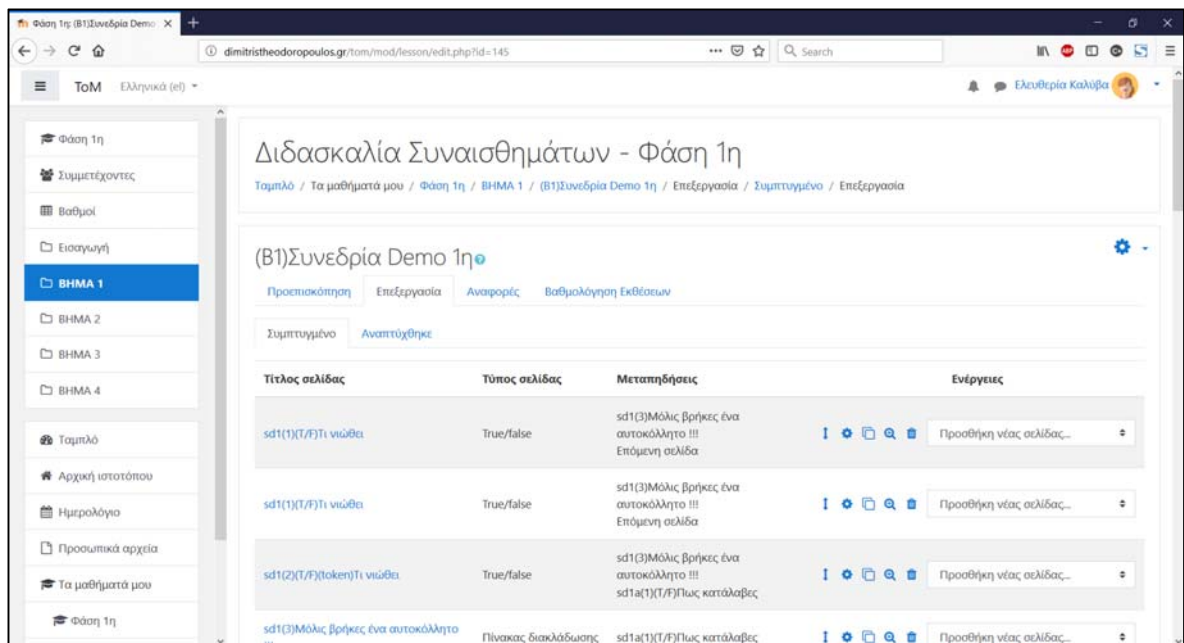 Φάση 1η: (Β1)Συνεδρία Demo
dimitristheodoropoulos.gr/tom/mod/lesson/edit.php?id=145
Search
ToM Ελληνικά (el)
Ελευθερία Καλύβα
Φάση 1η
Συμμετέχοντες
Βαθμοί
Εισαγωγή
ΒΗΜΑ 1
ΒΗΜΑ 2
ΒΗΜΑ 3
ΒΗΜΑ 4
Ταμπλό
Αρχική ιστοτόπου
Ημερολόγιο
Προσωπικά αρχεία
Τα μαθήματά μου
Φάση 1η
Διδασκαλία Συναισθημάτων - Φάση 1η
Ταμπλό / Τα μαθήματά μου / Φάση 1η / ΒΗΜΑ 1 / (Β1)Συνεδρία Demo 1η / Επεξεργασία / Συμπτυγμένο / Επεξεργασία
(Β1)Συνεδρία Demo 1η
Προεπισκόπηση Επεξεργασία Αναφορές Βαθμολόγηση Εκθέσεων
Συμπτυγμένο Αναπτύχθηκε
Τίτλος σελίδας Τύπος σελίδας Μεταπηδήσεις Ενέργειες
sd1(3)Μόλις βρήκες ένα
sd1(1)(T/F)Τι νιώθει True/false αυτοκόλλητο !!! Προσθήκη νέας σελίδας...
Επόμενη σελίδα
sd1(3)Μόλις βρήκες ένα
sd1(1)(T/F)Τι νιώθει True/false αυτοκόλλητο !!! Προσθήκη νέας σελίδας...
Επόμενη σελίδα
sd1(3)Μόλις βρήκες ένα
sd1(2)(T/F)(token)Τι νιώθει True/false αυτοκόλλητο !!! Προσθήκη νέας σελίδας...
sd1a(1)(T/F)Πως κατάλαβες
sd1(3)Μόλις βρήκες ένα αυτοκόλλητο
Πίνακας διακλάδωσης sd1a(1)(T/F)Πως κατάλαβες Προσθήκη νέας σελίδας...